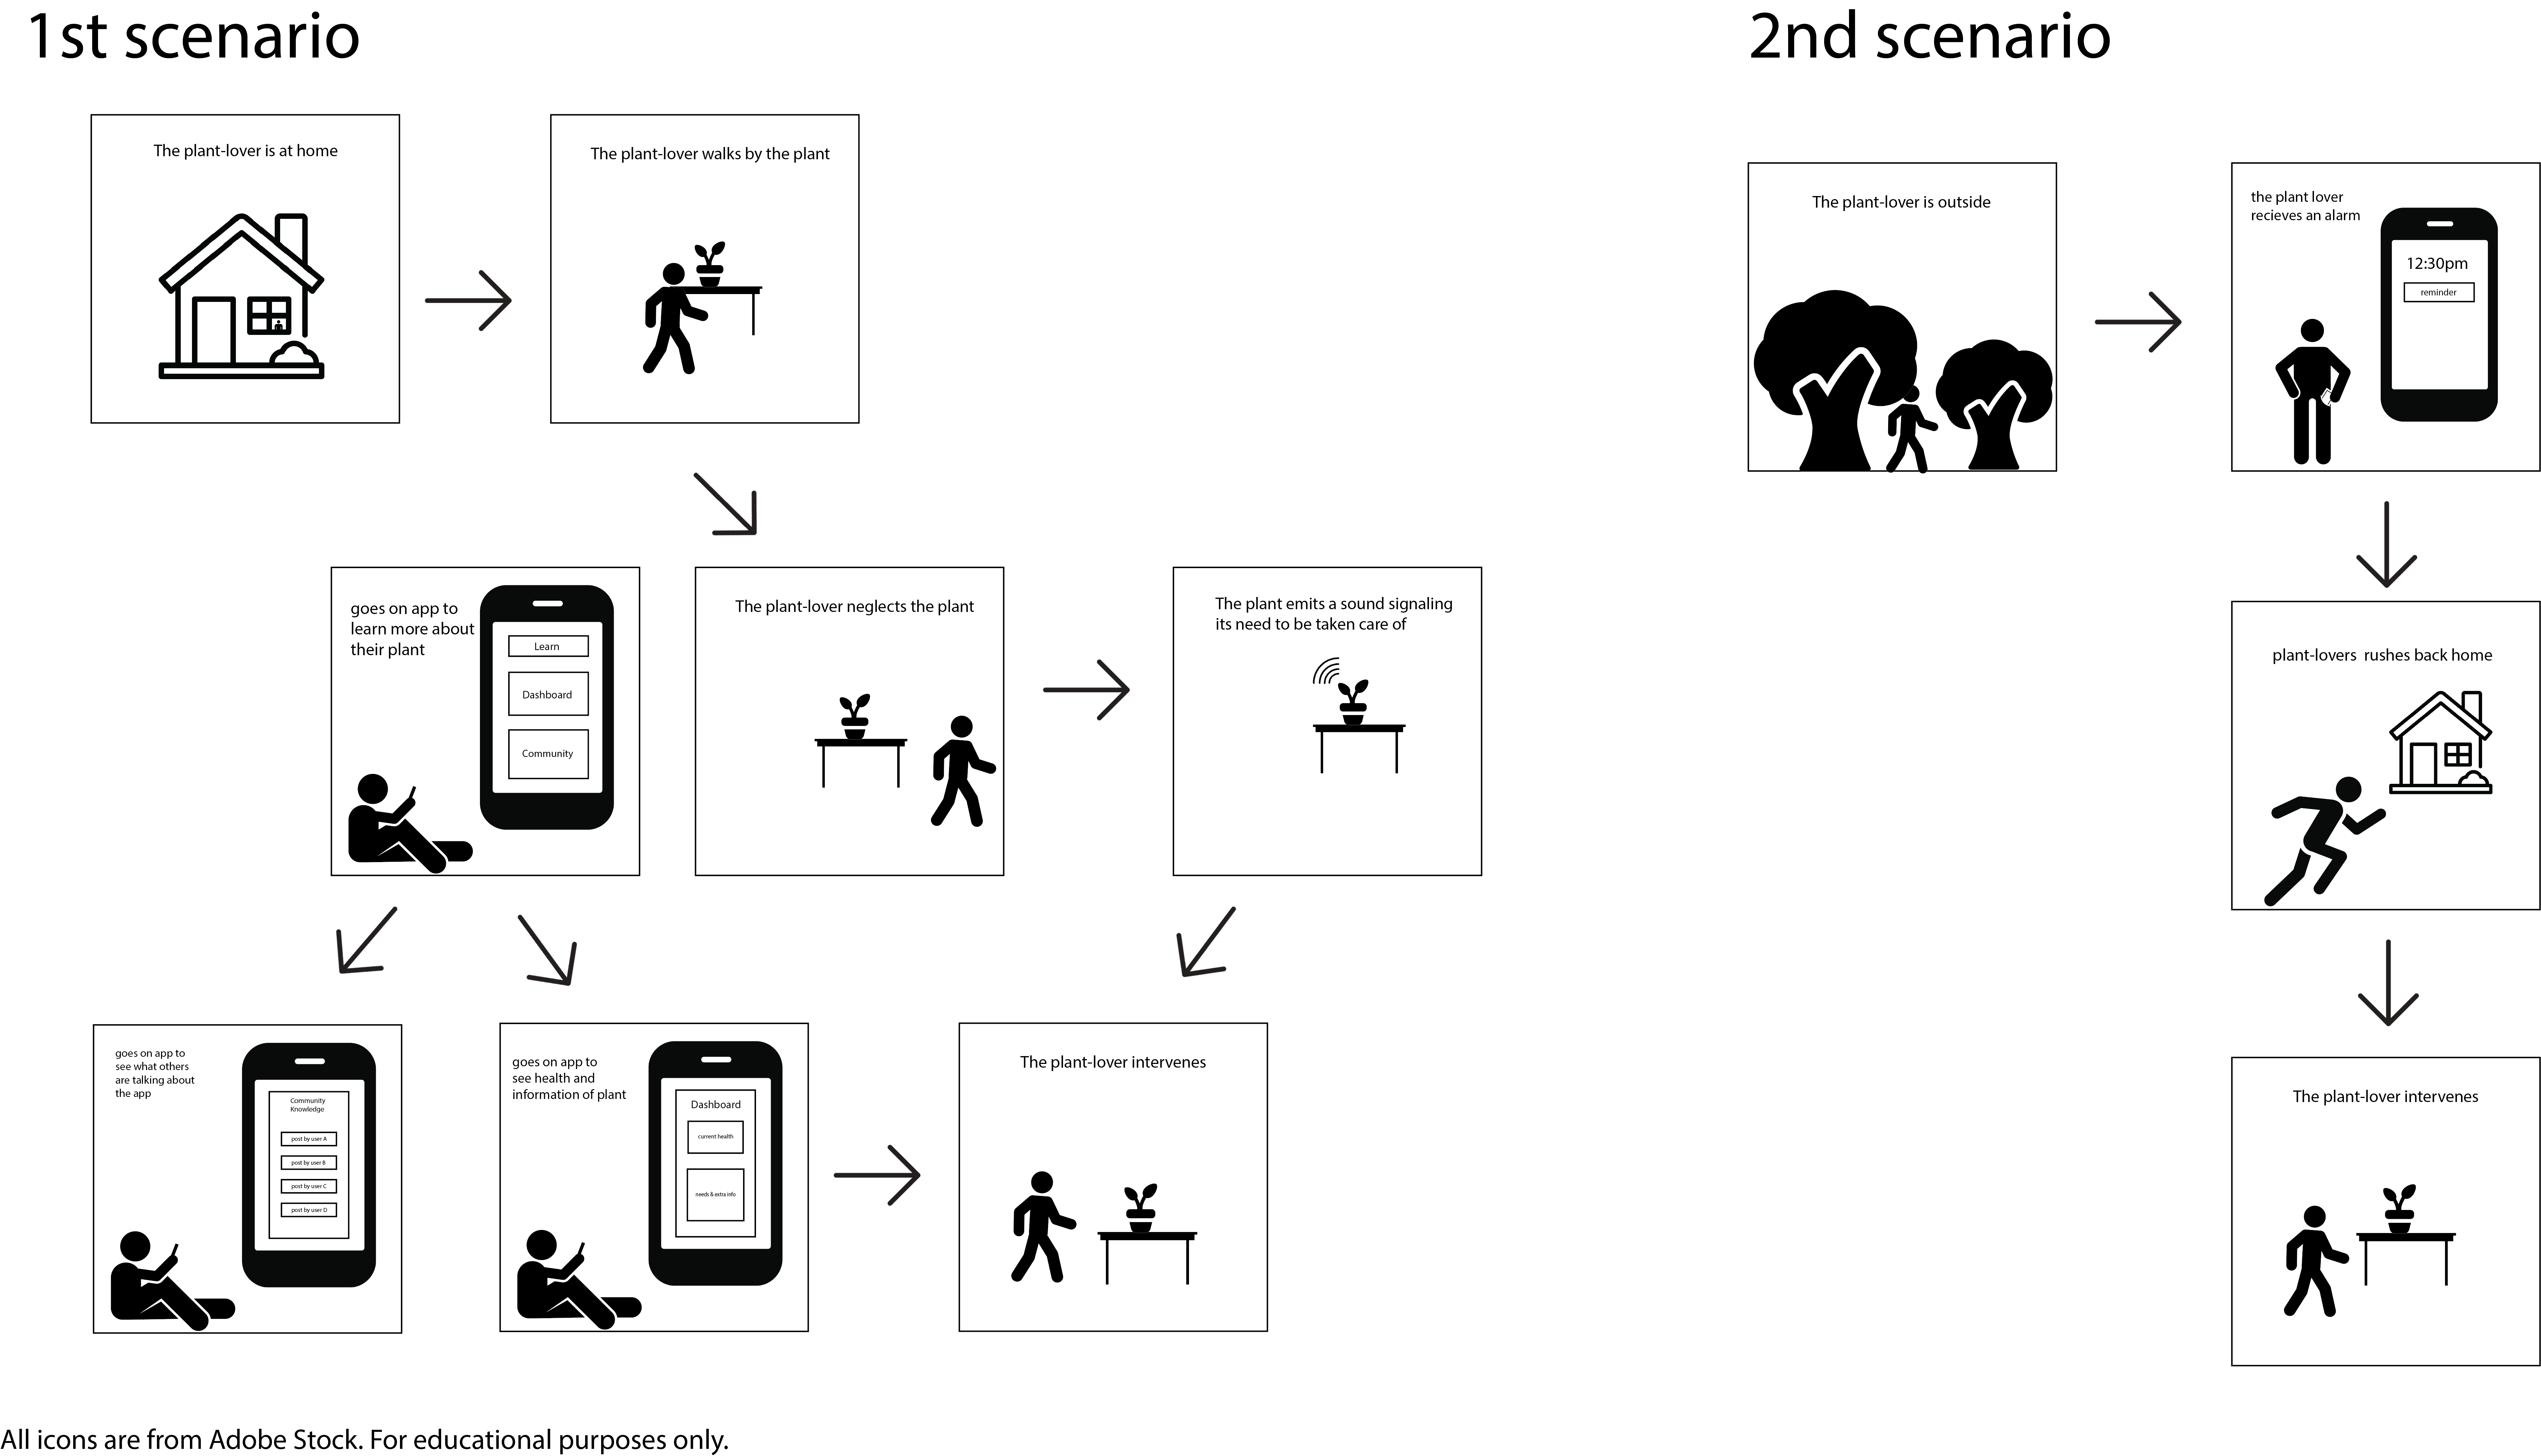 1st scenario
2nd scenario
The plant-lover is at home
The plant-lover walks by the plant
The plant-lover is outside
the plant lover
recieves an alarm
12:30pm
reminder
goes on app to
learn more about
their plant
Learn
Dashboard
Community
The plant-lover neglects the plant
The plant emits a sound signaling
its need to be taken care of
plant-lovers  rushes back home
goes on app to
see what others
are talking about
the app
Community
Knowledge
post by user A
post by user B
post by user C
post by user D
goes on app to
see health and
information of plant
Dashboard
current health
needs & extra info
The plant-lover intervenes
The plant-lover intervenes
All icons are from Adobe Stock. For educational purposes only.